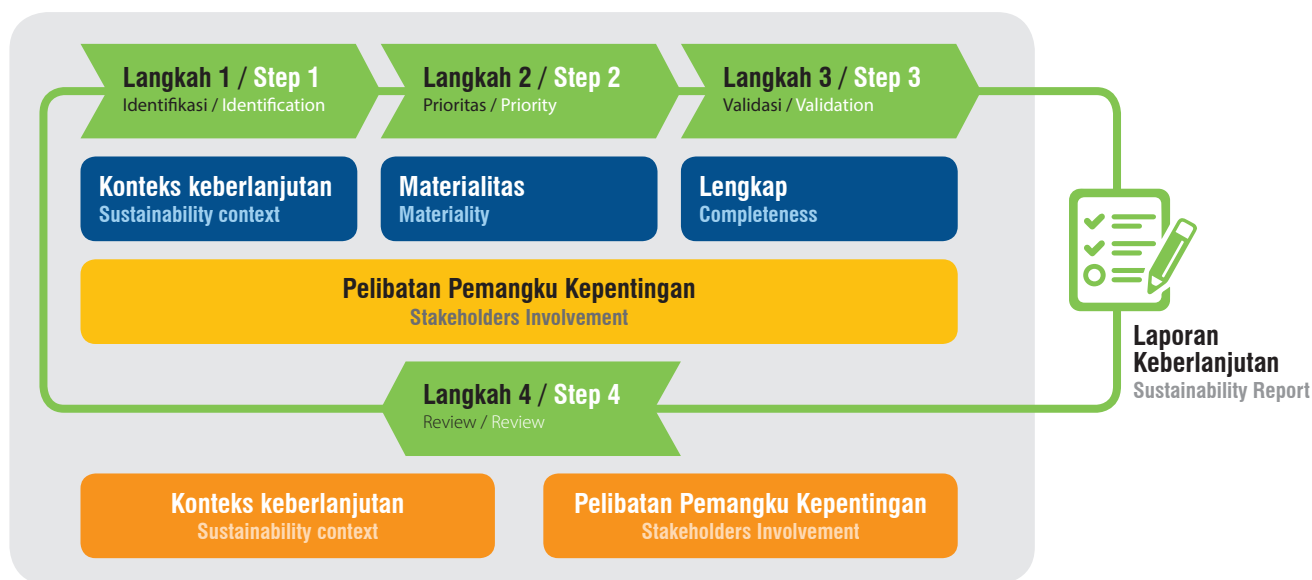 Langkah 1 / Step 1
Identifikasi / Identification
Langkah 2 / Step 2
Prioritas / Priority
Langkah 3 / Step 3
Validasi / Validation
Konteks keberlanjutan
Sustainability context
Materialitas
Materiality
Lengkap
Completeness
Pelibatan Pemangku Kepentingan
Stakeholders Involvement
Laporan
Keberlanjutan
Sustainability Report
Langkah 4 / Step 4
Review / Review
Konteks keberlanjutan
Sustainability context
Pelibatan Pemangku Kepentingan
Stakeholders Involvement